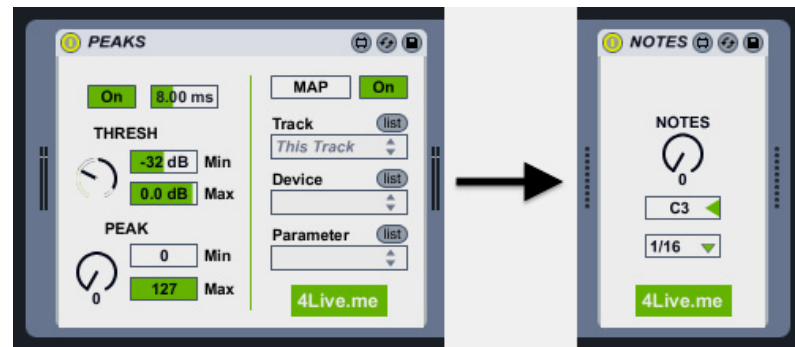 PEAKS
On
8.00 ms
THRESH
-32 dB Min
0.0 dB Max
PEAK
0 Min
0
127 Max
MAP On
Track list
This Track
Device list
Parameter list
4Live.me
NOTES
NOTES
0
C3
1/16
4Live.me